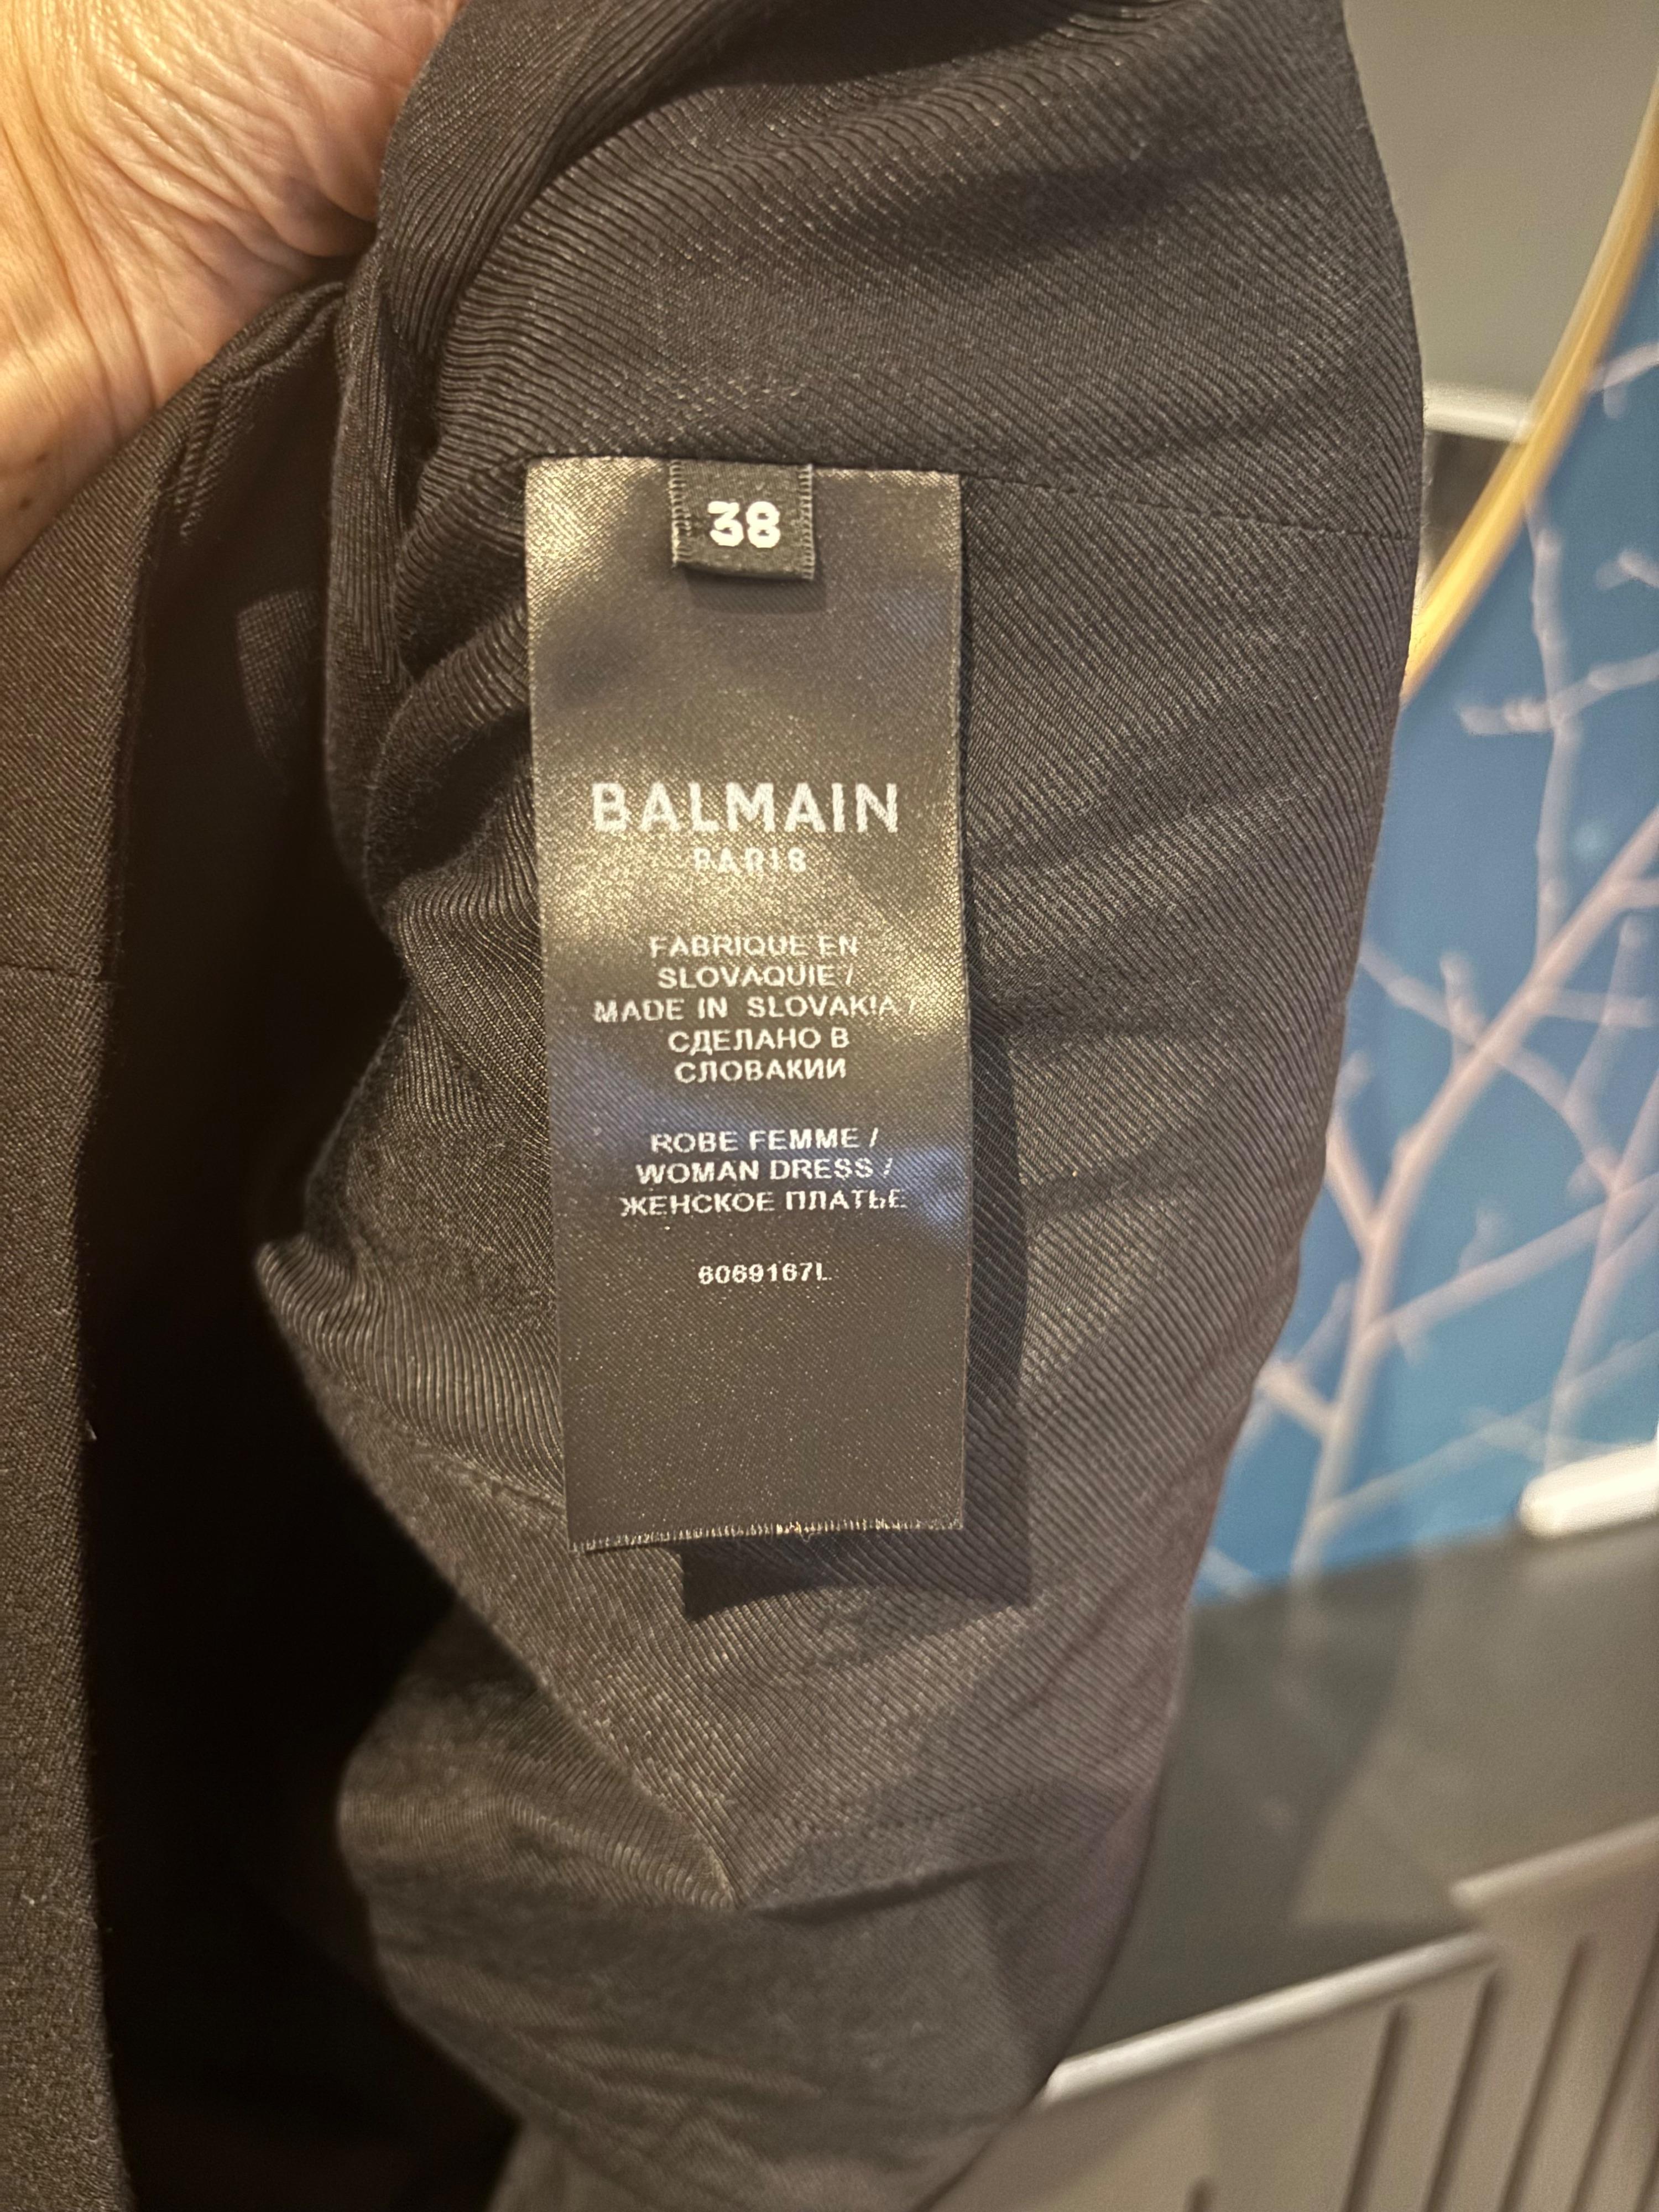 38
BALMAIN
PARIS
FABRIQUE EN
SLOVAQUIE /
MADE IN SLOVAKIA /
СДЕЛАНО В
СЛОВАКИИ
ROBE FEMME /
WOMAN DRESS /
ЖЕНСКОЕ ПЛАТЬЕ
6069167L